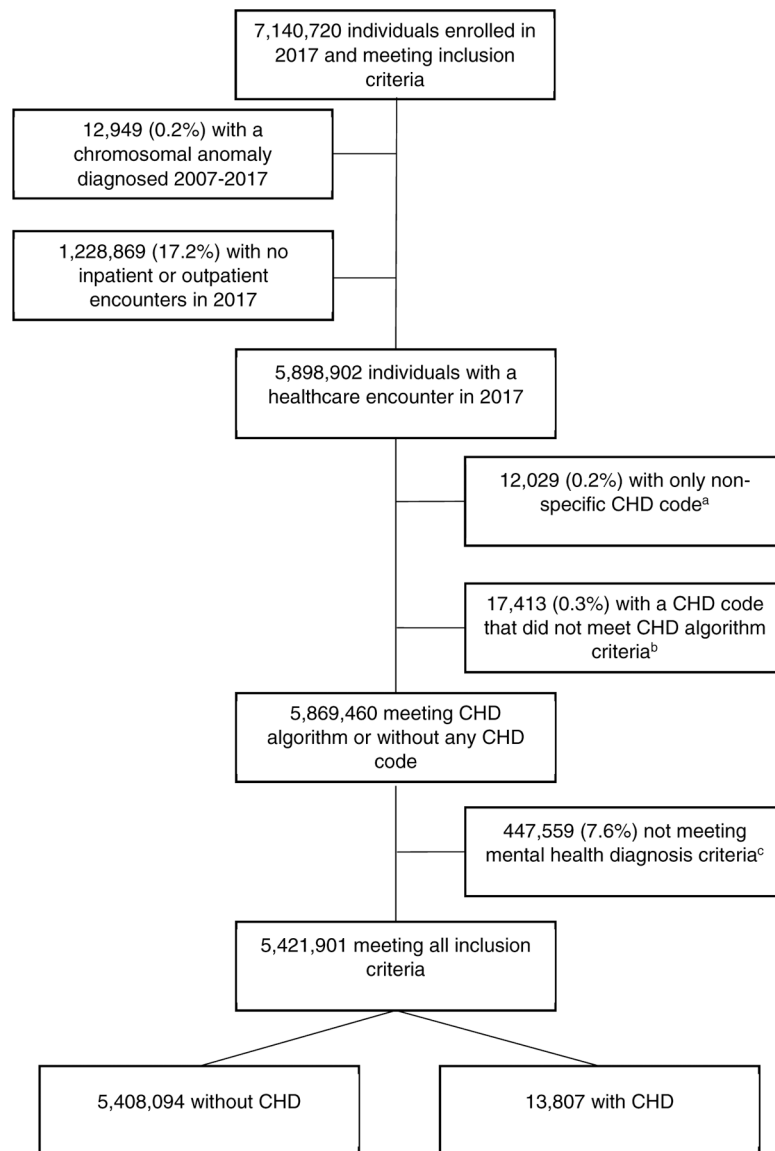 7,140,720 individuals enrolled in
2017 and meeting inclusion
criteria
12,949 (0.2%) with a
chromosomal anomaly
diagnosed 2007-2017
1,228,869 (17.2%) with no
inpatient or outpatient
encounters in 2017
5,898,902 individuals with a
healthcare encounter in 2017
12,029 (0.2%) with only non-
specific CHD codeᵃ
17,413 (0.3%) with a CHD code
that did not meet CHD algorithm
criteriaᵇ
5,869,460 meeting CHD
algorithm or without any CHD
code
447,559 (7.6%) not meeting
mental health diagnosis criteriaᶜ
5,421,901 meeting all inclusion
criteria
5,408,094 without CHD
13,807 with CHD